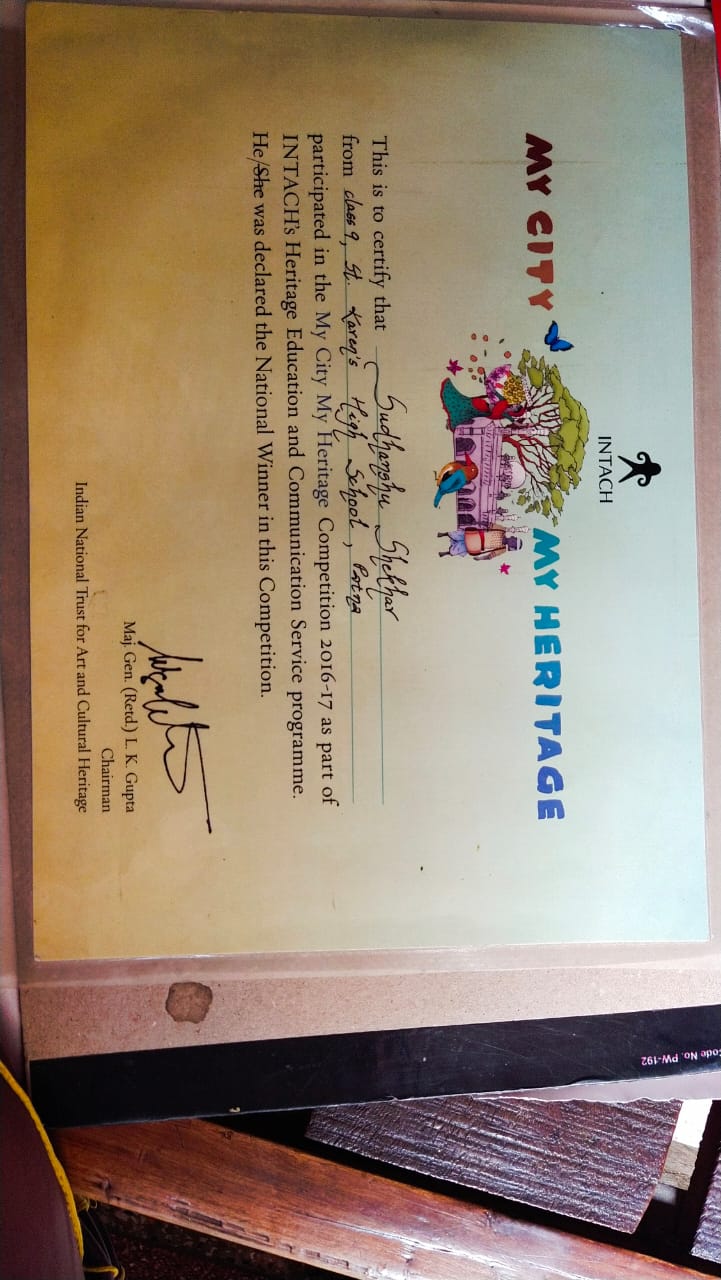 INTACH
MY CITY MY HERITAGE
This is to certify that Sudhanshu Shekhar
from class 9, St. Karen's High School, Patna
participated in the My City My Heritage Competition 2016-17 as part of
INTACH's Heritage Education and Communication Service programme.
He/She was declared the National Winner in this Competition.
Maj. Gen. (Retd.) L. K. Gupta
Chairman
Indian National Trust for Art and Cultural Heritage
Code No. PW-192